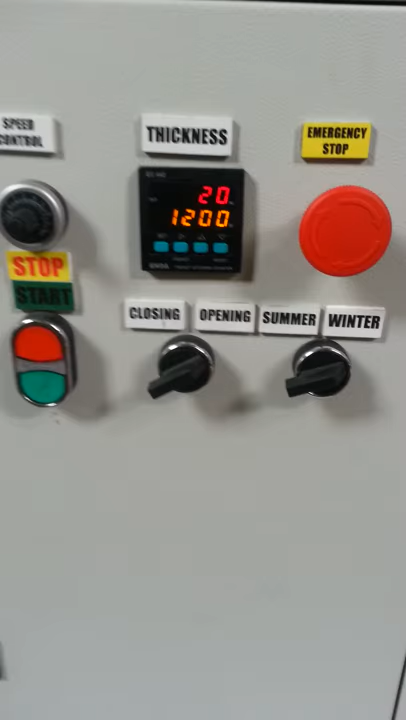 SPEED
CONTROL
THICKNESS
EMERGENCY
STOP
20
1200
STOP
START
CLOSING
OPENING
SUMMER
WINTER